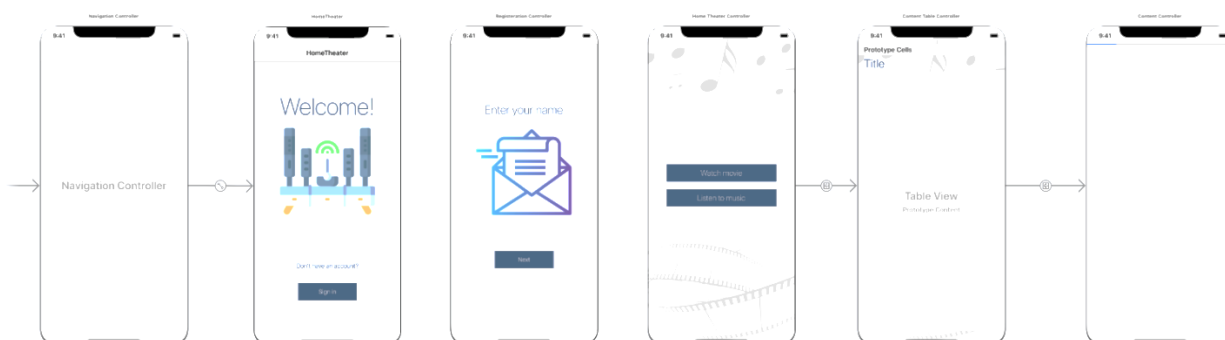 Navigation Controller
HomeTheater
Registration Controller
Home Theater Controller
Content Table Controller
Content Controller
9:41
Navigation Controller
9:41
HomeTheater
Welcome!
Don't have an account?
Sign in
9:41
Enter your name
Next
9:41
Watch movie
Listen to music
9:41
Prototype Cells
Title
Table View
Prototype Content
9:41